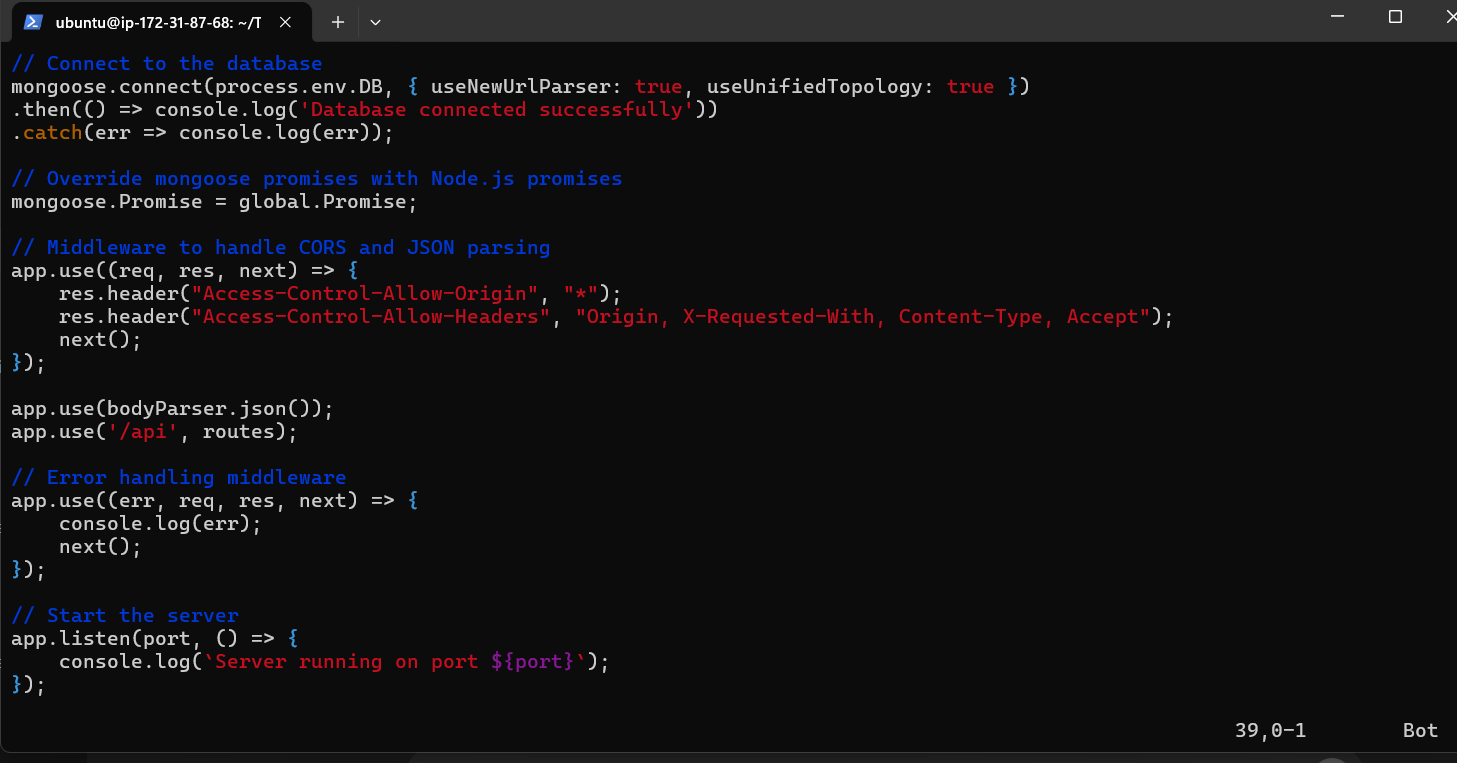 ubuntu@ip-172-31-87-68: ~/T
// Connect to the database
mongoose.connect(process.env.DB, { useNewUrlParser: true, useUnifiedTopology: true })
.then(() => console.log('Database connected successfully'))
.catch(err => console.log(err));

// Override mongoose promises with Node.js promises
mongoose.Promise = global.Promise;

// Middleware to handle CORS and JSON parsing
app.use((req, res, next) => {
    res.header("Access-Control-Allow-Origin", "*");
    res.header("Access-Control-Allow-Headers", "Origin, X-Requested-With, Content-Type, Accept");
    next();
});

app.use(bodyParser.json());
app.use('/api', routes);

// Error handling middleware
app.use((err, req, res, next) => {
    console.log(err);
    next();
});

// Start the server
app.listen(port, () => {
    console.log(`Server running on port ${port}`);
});
39,0-1 Bot